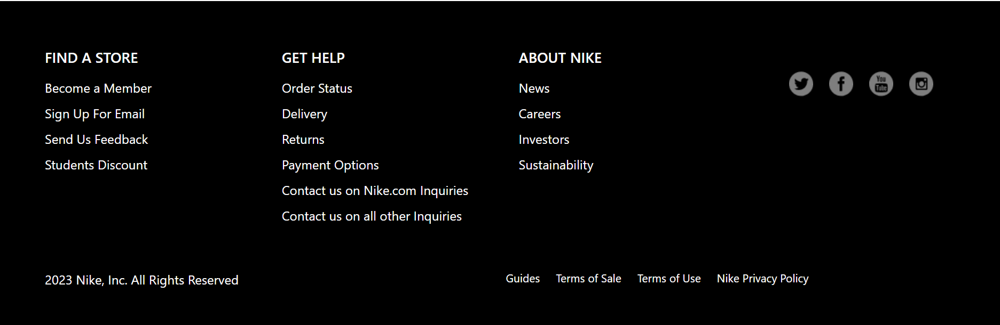 FIND A STORE
Become a Member
Sign Up For Email
Send Us Feedback
Students Discount
GET HELP
Order Status
Delivery
Returns
Payment Options
Contact us on Nike.com Inquiries
Contact us on all other Inquiries
ABOUT NIKE
News
Careers
Investors
Sustainability
You
Tube
2023 Nike, Inc. All Rights Reserved
Guides Terms of Sale Terms of Use Nike Privacy Policy